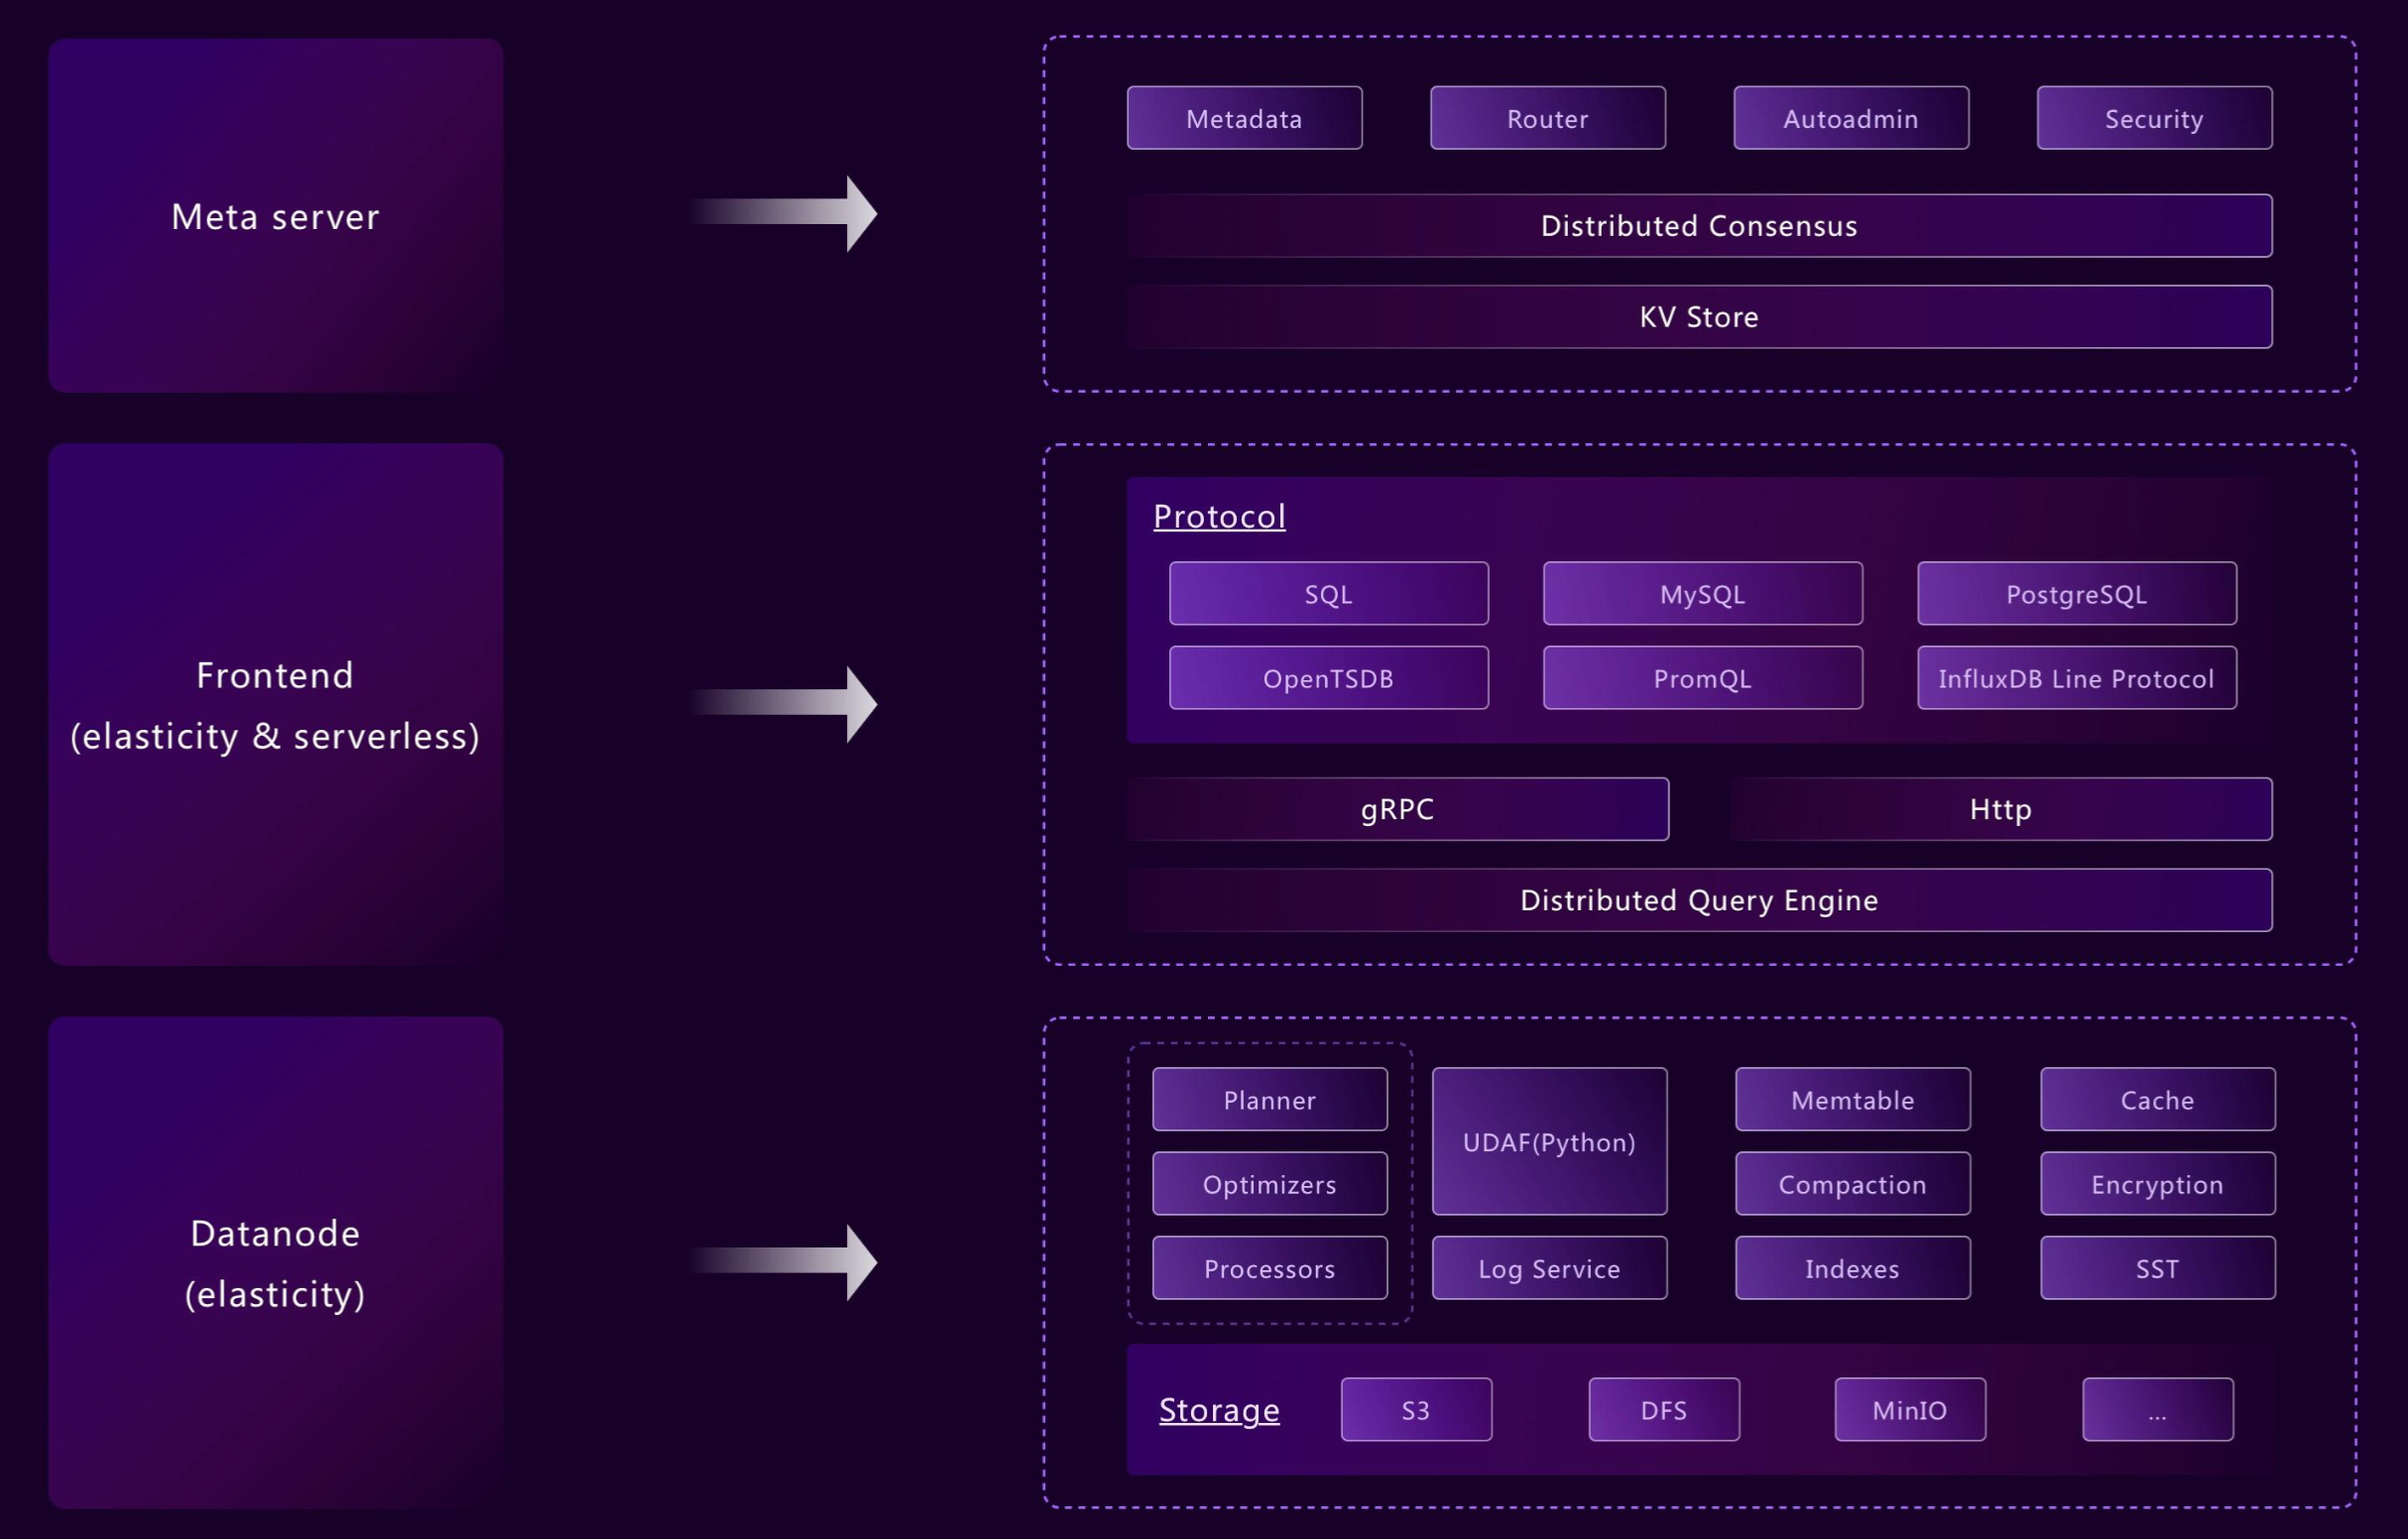 Meta server
Metadata
Router
Autoadmin
Security
Distributed Consensus
KV Store
Frontend
(elasticity & serverless)
Protocol
SQL
MySQL
PostgreSQL
OpenTSDB
PromQL
InfluxDB Line Protocol
gRPC
Http
Distributed Query Engine
Datanode
(elasticity)
Planner
Optimizers
Processors
UDAF(Python)
Log Service
Memtable
Compaction
Indexes
Cache
Encryption
SST
Storage
S3
DFS
MinIO
...